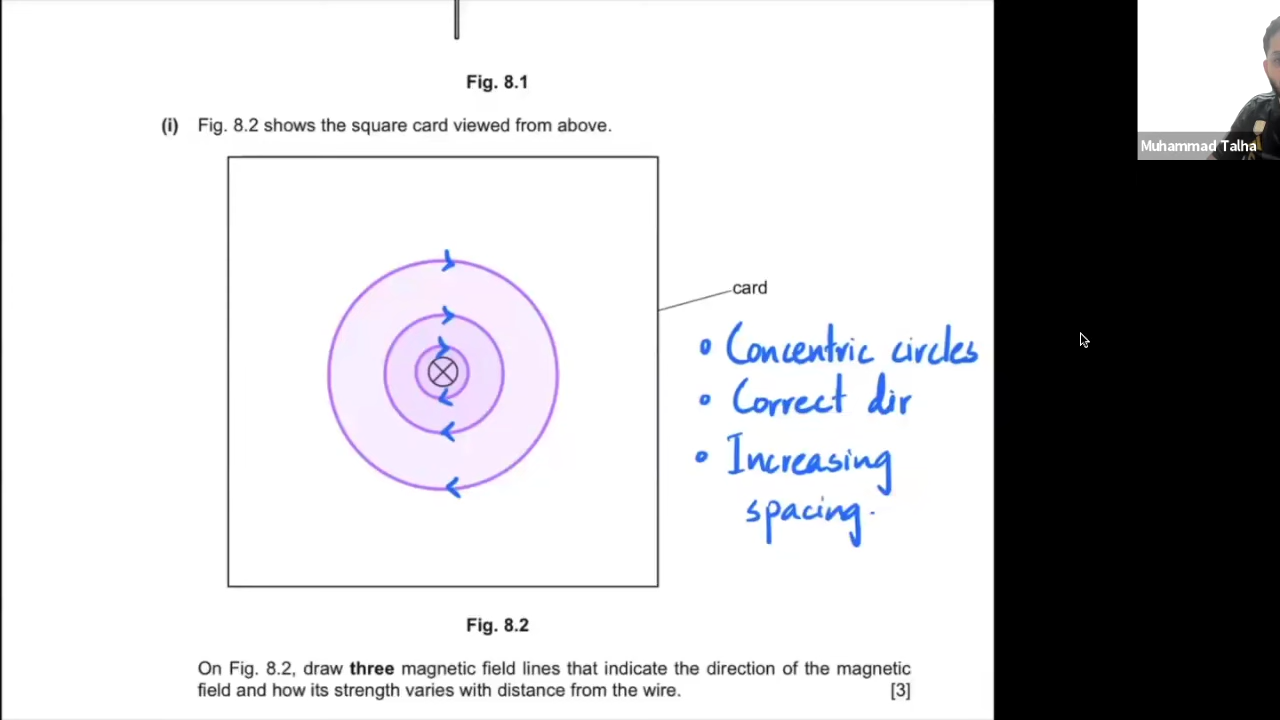 Fig. 8.1
(i) Fig. 8.2 shows the square card viewed from above.
Muhammad Talha
card
• Concentric circles
• Correct dir
• Increasing
spacing.
Fig. 8.2
On Fig. 8.2, draw three magnetic field lines that indicate the direction of the magnetic
field and how its strength varies with distance from the wire. [3]